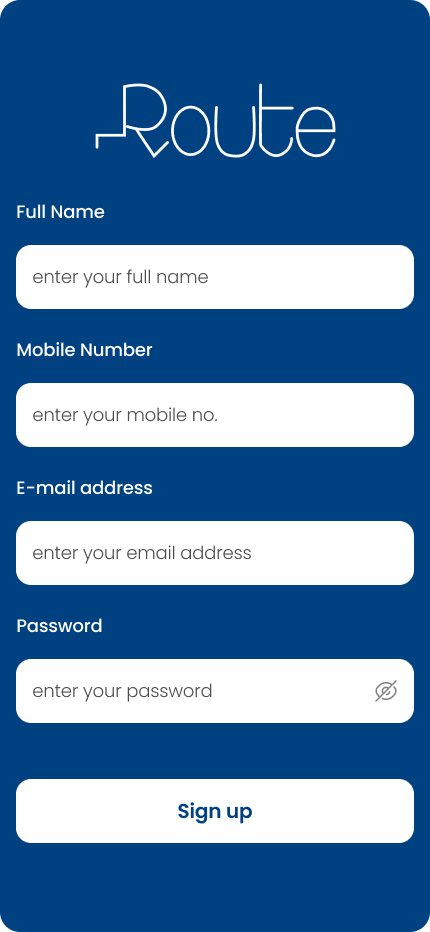 Route
Full Name
enter your full name
Mobile Number
enter your mobile no.
E-mail address
enter your email address
Password
enter your password
Sign up